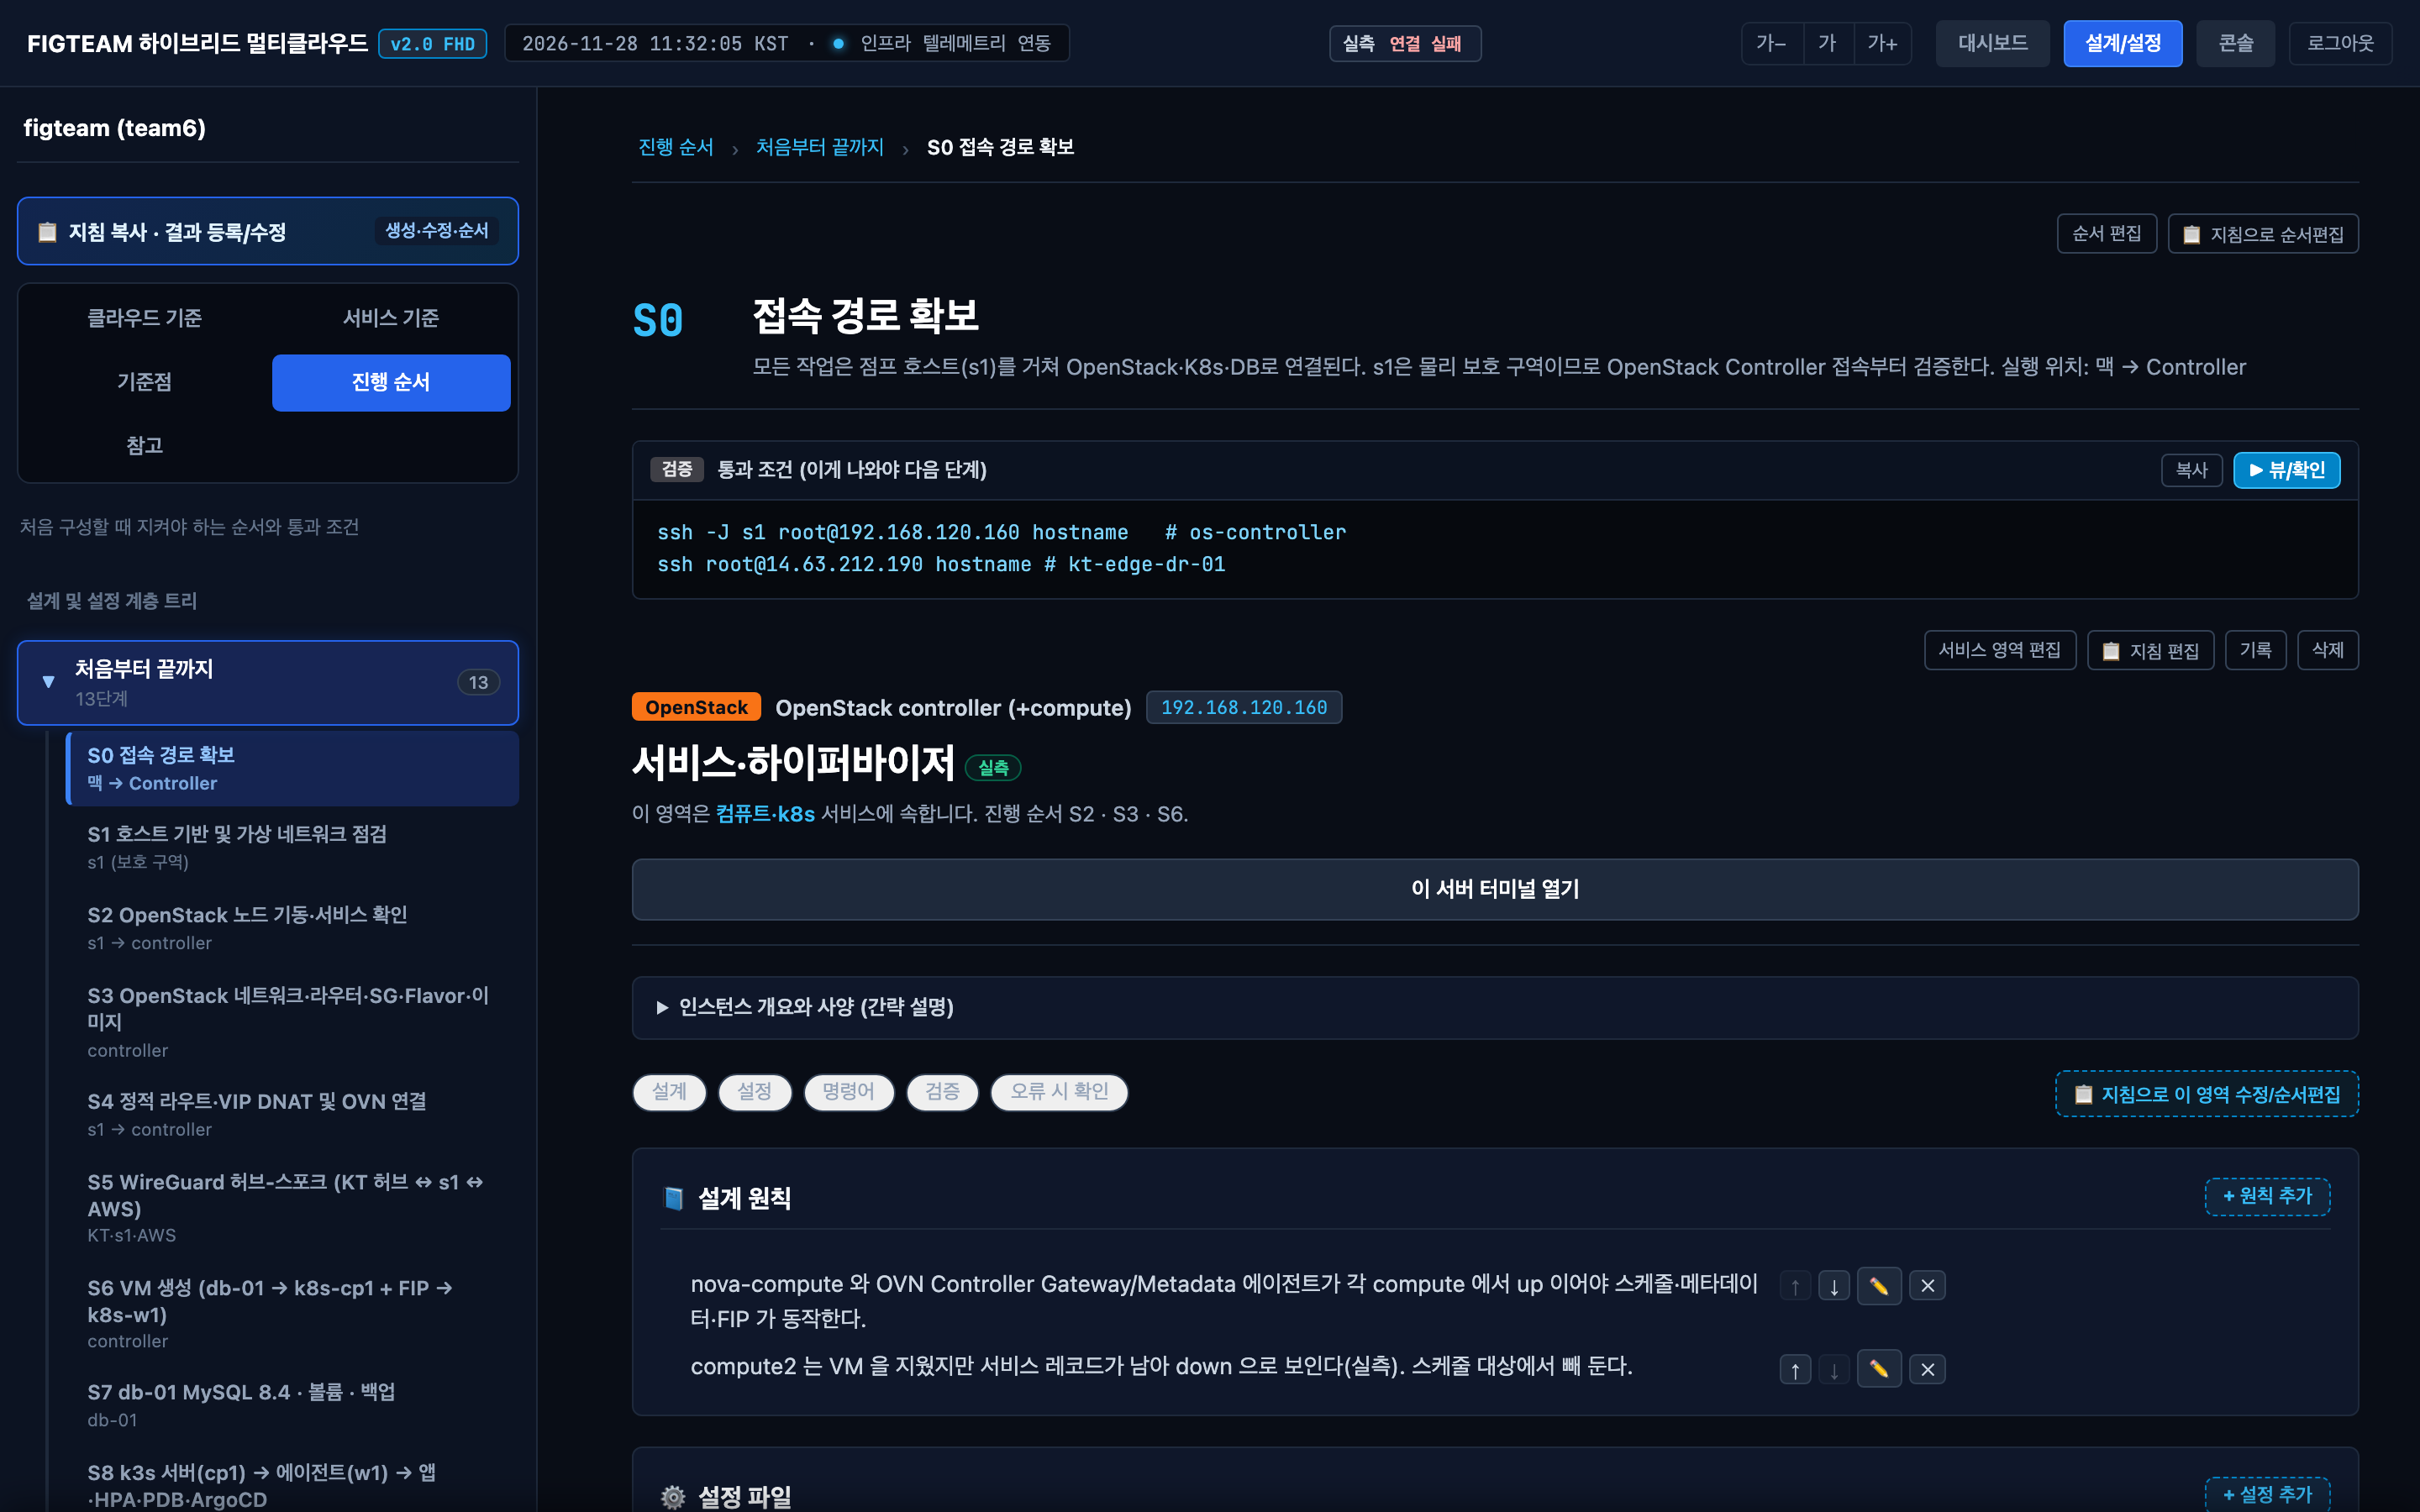 FIGTEAM 하이브리드 멀티클라우드 v2.0 FHD 2026-11-28 11:32:05 KST · 인프라 텔레메트리 연동 실측 연결 실패 가− 가 가+ 대시보드 설계/설정 콘솔 로그아웃
figteam (team6)
📋 지침 복사 · 결과 등록/수정 생성·수정·순서
클라우드 기준 서비스 기준
기준점 진행 순서
참고
처음 구성할 때 지켜야 하는 순서와 통과 조건
설계 및 설정 계층 트리
▼ 처음부터 끝까지 13
13단계
S0 접속 경로 확보
맥 → Controller
S1 호스트 기반 및 가상 네트워크 점검
s1 (보호 구역)
S2 OpenStack 노드 기동·서비스 확인
s1 → controller
S3 OpenStack 네트워크·라우터·SG·Flavor·이
미지
controller
S4 정적 라우트·VIP DNAT 및 OVN 연결
s1 → controller
S5 WireGuard 허브-스포크 (KT 허브 ↔ s1 ↔
AWS)
KT·s1·AWS
S6 VM 생성 (db-01 → k8s-cp1 + FIP →
k8s-w1)
controller
S7 db-01 MySQL 8.4 · 볼륨 · 백업
db-01
S8 k3s 서버(cp1) → 에이전트(w1) → 앱
·HPA·PDB·ArgoCD
진행 순서 › 처음부터 끝까지 › S0 접속 경로 확보
순서 편집 📋 지침으로 순서편집
S0 접속 경로 확보
모든 작업은 점프 호스트(s1)를 거쳐 OpenStack·K8s·DB로 연결된다. s1은 물리 보호 구역이므로 OpenStack Controller 접속부터 검증한다. 실행 위치: 맥 → Controller
검증 통과 조건 (이게 나와야 다음 단계) 복사 ▶ 뷰/확인
ssh -J s1 root@192.168.120.160 hostname   # os-controller
ssh root@14.63.212.190 hostname # kt-edge-dr-01
서비스 영역 편집 📋 지침 편집 기록 삭제
OpenStack OpenStack controller (+compute) 192.168.120.160
서비스·하이퍼바이저 실측
이 영역은 컴퓨트·k8s 서비스에 속합니다. 진행 순서 S2 · S3 · S6.
이 서버 터미널 열기
▶ 인스턴스 개요와 사양 (간략 설명)
설계 설정 명령어 검증 오류 시 확인 📋 지침으로 이 영역 수정/순서편집
📘 설계 원칙 + 원칙 추가
nova-compute 와 OVN Controller Gateway/Metadata 에이전트가 각 compute 에서 up 이어야 스케줄·메타데이 ↑ ↓ ✏️ ✕
터·FIP 가 동작한다.
compute2 는 VM 을 지웠지만 서비스 레코드가 남아 down 으로 보인다(실측). 스케줄 대상에서 빼 둔다. ↑ ↓ ✏️ ✕
⚙️ 설정 파일 + 설정 추가